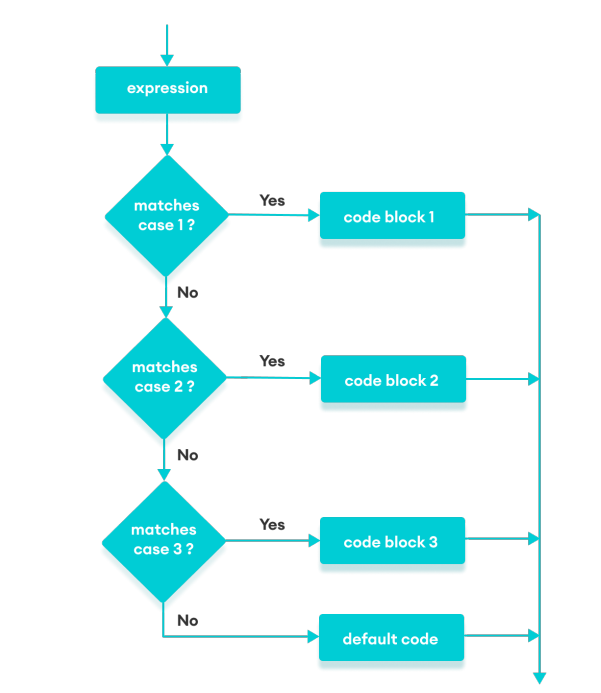 expression
matches
case 1 ?
Yes
code block 1
No
matches
case 2 ?
Yes
code block 2
No
matches
case 3 ?
Yes
code block 3
No
default code